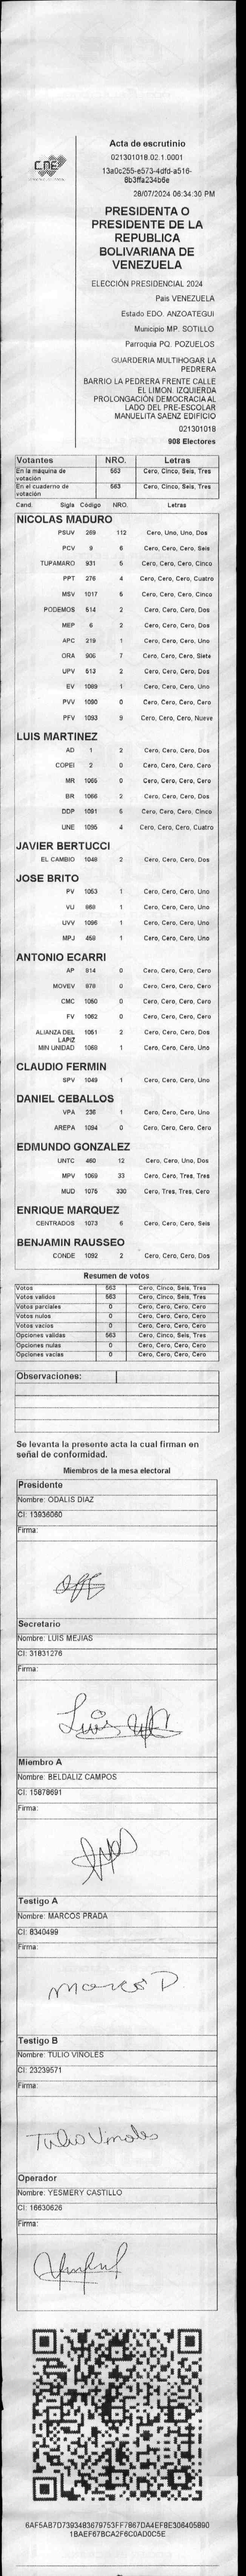 CNE
Acta de escrutinio
021301018.02.1.0001
13a0c255-e573-4dfd-a516-
8b3ffa234b6e
28/07/2024 06:34:30 PM
PRESIDENTA O
PRESIDENTE DE LA
REPUBLICA
BOLIVARIANA DE
VENEZUELA
ELECCIÓN PRESIDENCIAL 2024
Pais VENEZUELA
Estado EDO. ANZOATEGUI
Municipio MP. SOTILLO
Parroquia PQ. POZUELOS
GUARDERIA MULTIHOGAR LA
PEDRERA
BARRIO LA PEDRERA FRENTE CALLE
EL LIMON. IZQUIERDA
PROLONGACIÓN DEMOCRACIA AL
LADO DEL PRE-ESCOLAR
MANUELITA SAENZ EDIFICIO
021301018
908 Electores
Votantes NRO. Letras
En la máquina de votación 563 Cero, Cinco, Seis, Tres
En el cuaderno de votación 563 Cero, Cinco, Seis, Tres
Cand. Sigla Código NRO. Letras
NICOLAS MADURO
PSUV 269 112 Cero, Uno, Uno, Dos
PCV 9 6 Cero, Cero, Cero, Seis
TUPAMARO 931 5 Cero, Cero, Cero, Cinco
PPT 276 4 Cero, Cero, Cero, Cuatro
MSV 1017 5 Cero, Cero, Cero, Cinco
PODEMOS 514 2 Cero, Cero, Cero, Dos
MEP 6 2 Cero, Cero, Cero, Dos
APC 219 1 Cero, Cero, Cero, Uno
ORA 906 7 Cero, Cero, Cero, Siete
UPV 513 2 Cero, Cero, Cero, Dos
EV 1089 1 Cero, Cero, Cero, Uno
PVV 1090 0 Cero, Cero, Cero, Cero
PFV 1093 9 Cero, Cero, Cero, Nueve
LUIS MARTINEZ
AD 1 2 Cero, Cero, Cero, Dos
COPEI 2 0 Cero, Cero, Cero, Cero
MR 1065 0 Cero, Cero, Cero, Cero
BR 1066 2 Cero, Cero, Cero, Dos
DDP 1091 5 Cero, Cero, Cero, Cinco
UNE 1095 4 Cero, Cero, Cero, Cuatro
JAVIER BERTUCCI
EL CAMBIO 1048 2 Cero, Cero, Cero, Dos
JOSE BRITO
PV 1053 1 Cero, Cero, Cero, Uno
VU 868 1 Cero, Cero, Cero, Uno
UVV 1096 1 Cero, Cero, Cero, Uno
MPJ 458 1 Cero, Cero, Cero, Uno
ANTONIO ECARRI
AP 814 0 Cero, Cero, Cero, Cero
MOVEV 879 0 Cero, Cero, Cero, Cero
CMC 1050 0 Cero, Cero, Cero, Cero
FV 1062 0 Cero, Cero, Cero, Cero
ALIANZA DEL LAPIZ 1051 2 Cero, Cero, Cero, Dos
MIN UNIDAD 1068 1 Cero, Cero, Cero, Uno
CLAUDIO FERMIN
SPV 1049 1 Cero, Cero, Cero, Uno
DANIEL CEBALLOS
VPA 236 1 Cero, Cero, Cero, Uno
AREPA 1094 0 Cero, Cero, Cero, Cero
EDMUNDO GONZALEZ
UNTC 460 12 Cero, Cero, Uno, Dos
MPV 1069 33 Cero, Cero, Tres, Tres
MUD 1075 330 Cero, Tres, Tres, Cero
ENRIQUE MARQUEZ
CENTRADOS 1073 6 Cero, Cero, Cero, Seis
BENJAMIN RAUSSEO
CONDE 1092 2 Cero, Cero, Cero, Dos
Resumen de votos
Votos 563 Cero, Cinco, Seis, Tres
Votos validos 563 Cero, Cinco, Seis, Tres
Votos parciales 0 Cero, Cero, Cero, Cero
Votos nulos 0 Cero, Cero, Cero, Cero
Votos vacios 0 Cero, Cero, Cero, Cero
Opciones validas 563 Cero, Cinco, Seis, Tres
Opciones nulas 0 Cero, Cero, Cero, Cero
Opciones vacias 0 Cero, Cero, Cero, Cero
Observaciones:
Se levanta la presente acta la cual firman en
señal de conformidad.
Miembros de la mesa electoral
Presidente
Nombre: ODALIS DIAZ
CI: 13936060
Firma:
Secretario
Nombre: LUIS MEJIAS
CI: 31831276
Firma:
Luis
Miembro A
Nombre: BELDALIZ CAMPOS
CI: 15878691
Firma:
Testigo A
Nombre: MARCOS PRADA
CI: 8340499
Firma:
Marcos P.
Testigo B
Nombre: TULIO VIÑOLES
CI: 23239571
Firma:
Tulio Vinoles
Operador
Nombre: YESMERY CASTILLO
CI: 16630626
Firma:
6AF5AB7D7393483679753FF7867DA4EF8E306405890
1BAEF67BCA2F6C0AD0C5E